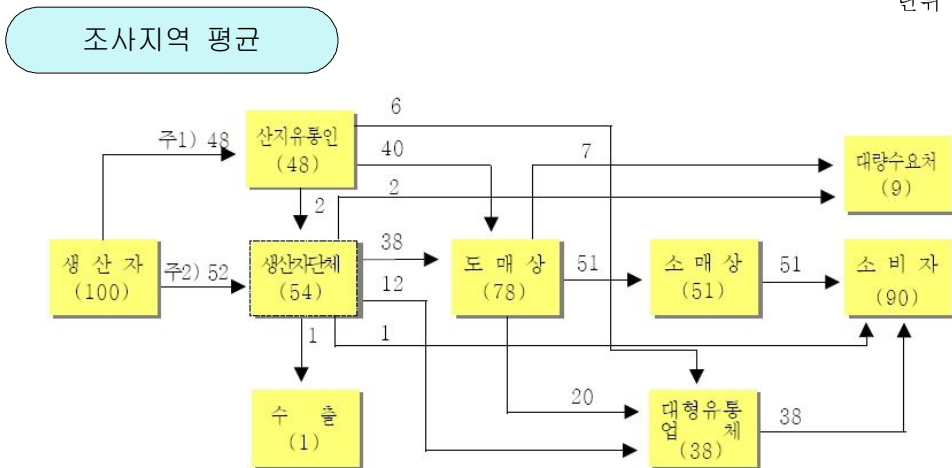 단위
조사지역 평균
6
주1) 48
산지유통인
(48)
40
7
대량수요처
(9)
2
2
생 산 자
(100)
주2) 52
생산자단체
(54)
38
12
도 매 상
(78)
51
소 매 상
(51)
51
소 비 자
(90)
1
1
수 출
(1)
20
대형유통
업 체
(38)
38